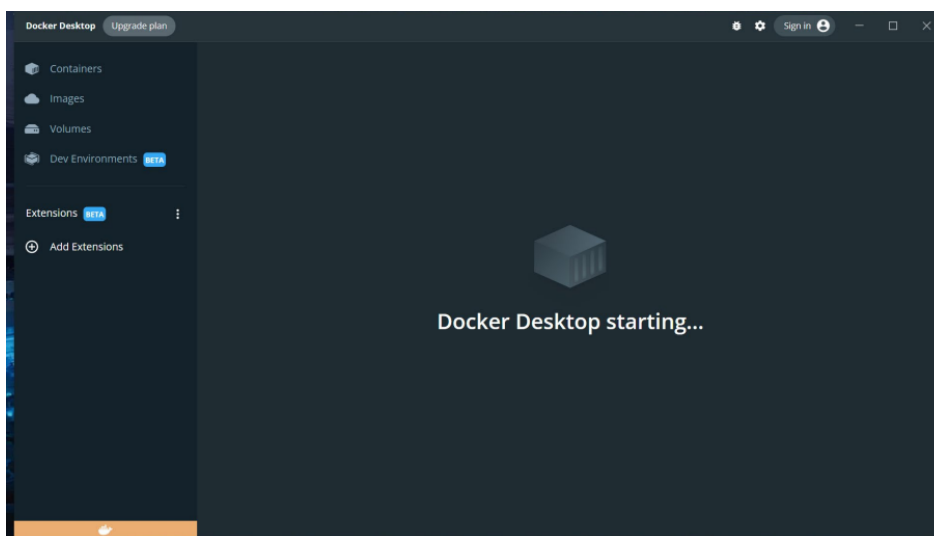 Docker Desktop Upgrade plan Sign in
Containers
Images
Volumes
Dev Environments BETA
Extensions BETA
Add Extensions
Docker Desktop starting...